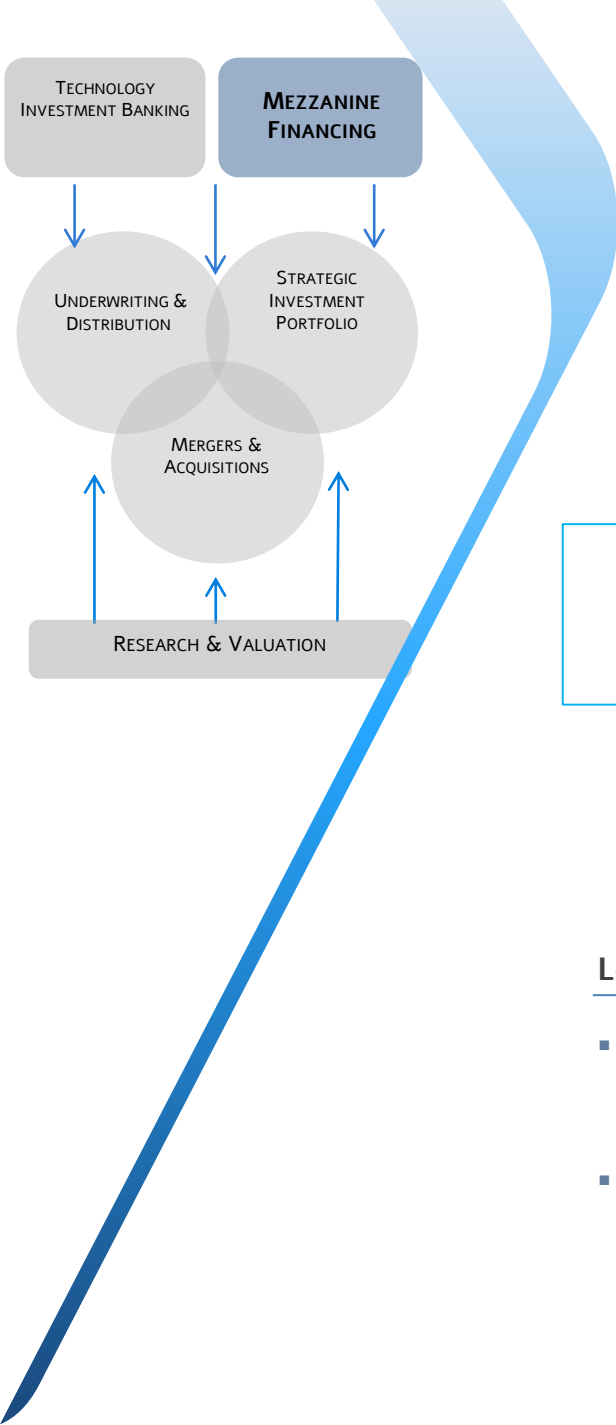 TECHNOLOGY
INVESTMENT BANKING
MEZZANINE
FINANCING
UNDERWRITING &
DISTRIBUTION
STRATEGIC
INVESTMENT
PORTFOLIO
MERGERS &
ACQUISITIONS
RESEARCH & VALUATION
L